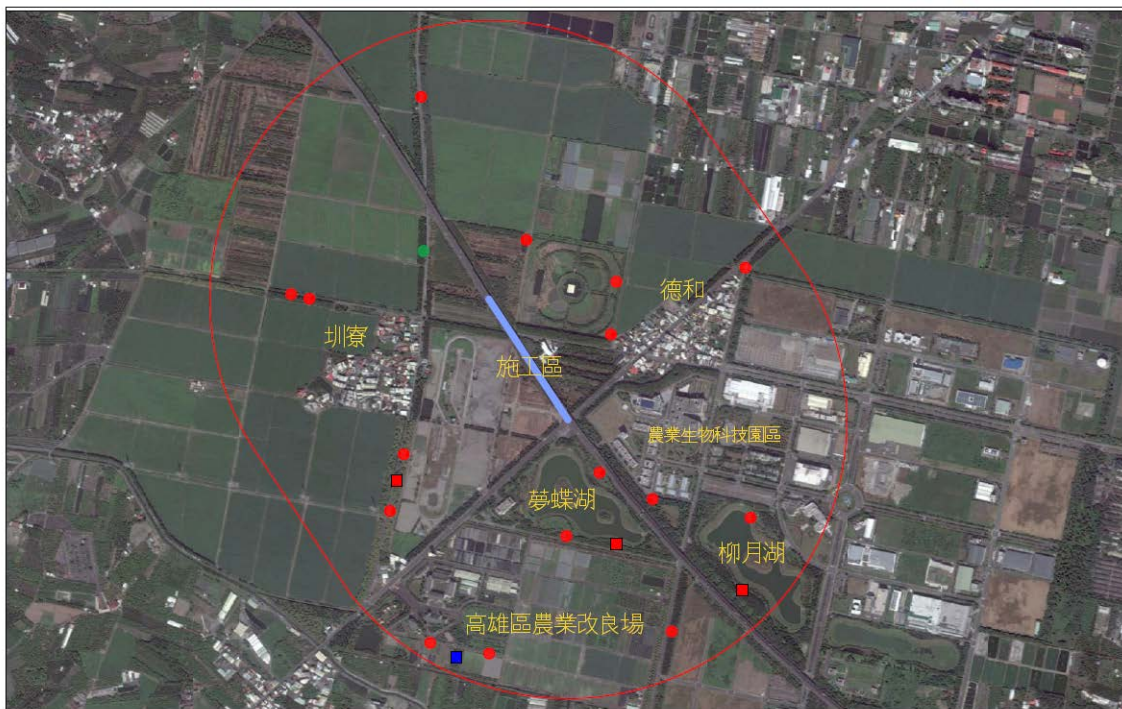 德和
圳寮
施工區
農業生物科技園區
夢蝶湖
柳月湖
高雄區農業改良場